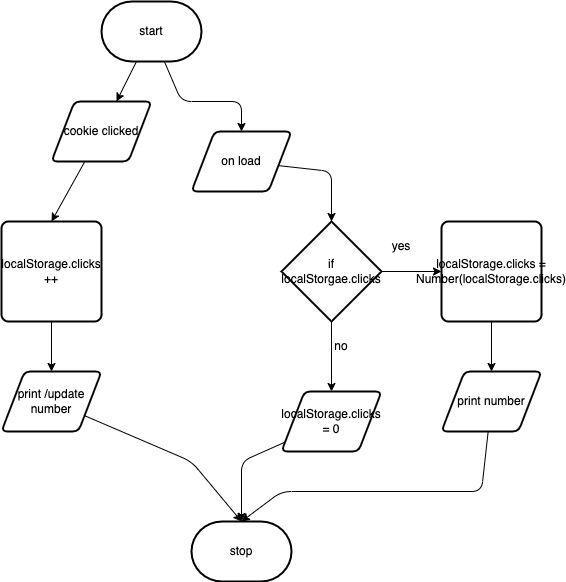 start
cookie clicked
on load
localStorage.clicks
++
if
localStorgae.clicks
yes
localStorage.clicks =
Number(localStorage.clicks)
no
print /update
number
localStorage.clicks
= 0
print number
stop